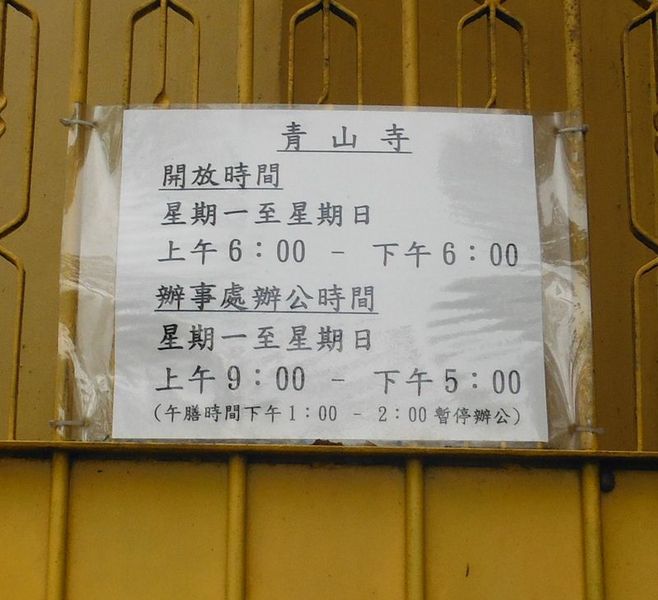 青山寺
開放時間
星期一至星期日
上午6：00 – 下午6：00
辦事處辦公時間
星期一至星期日
上午9：00 – 下午5：00
(午膳時間下午1：00 – 2：00 暫停辦公)